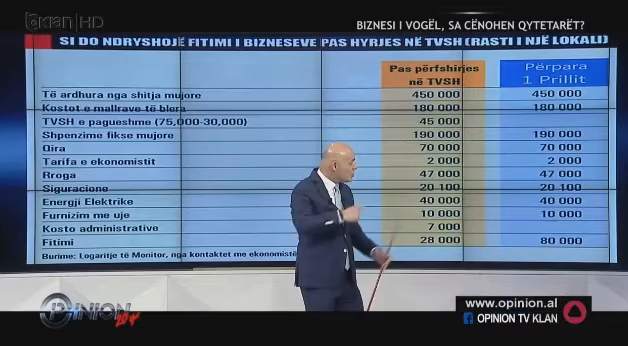 klan HD
BIZNESI I VOGËL, SA CËNOHEN QYTETARËT?
SI DO NDRYSHOJË FITIMI I BIZNESEVE PAS HYRJES NË TVSH (RASTI I NJË LOKALI)
Pas përfshirjes në TVSH Përpara 1 Prillit
Të ardhura nga shitja mujore 450 000 450 000
Kostot e mallrave të blera 180 000 180 000
TVSH e pagueshme (75,000-30,000) 45 000
Shpenzime fikse mujore 190 000 190 000
Qira 70 000 70 000
Tarifa e ekonomistit 2 000 2 000
Rroga 47 000 47 000
Siguracione 20 100 20 100
Energji Elektrike 40 000 40 000
Furnizim me uje 10 000 10 000
Kosto administrative 7 000
Fitimi 28 000 80 000
Burime: Logaritje të Monitor, nga kontaktet me ekonomistë
OPINION
www.opinion.al
OPINION TV KLAN